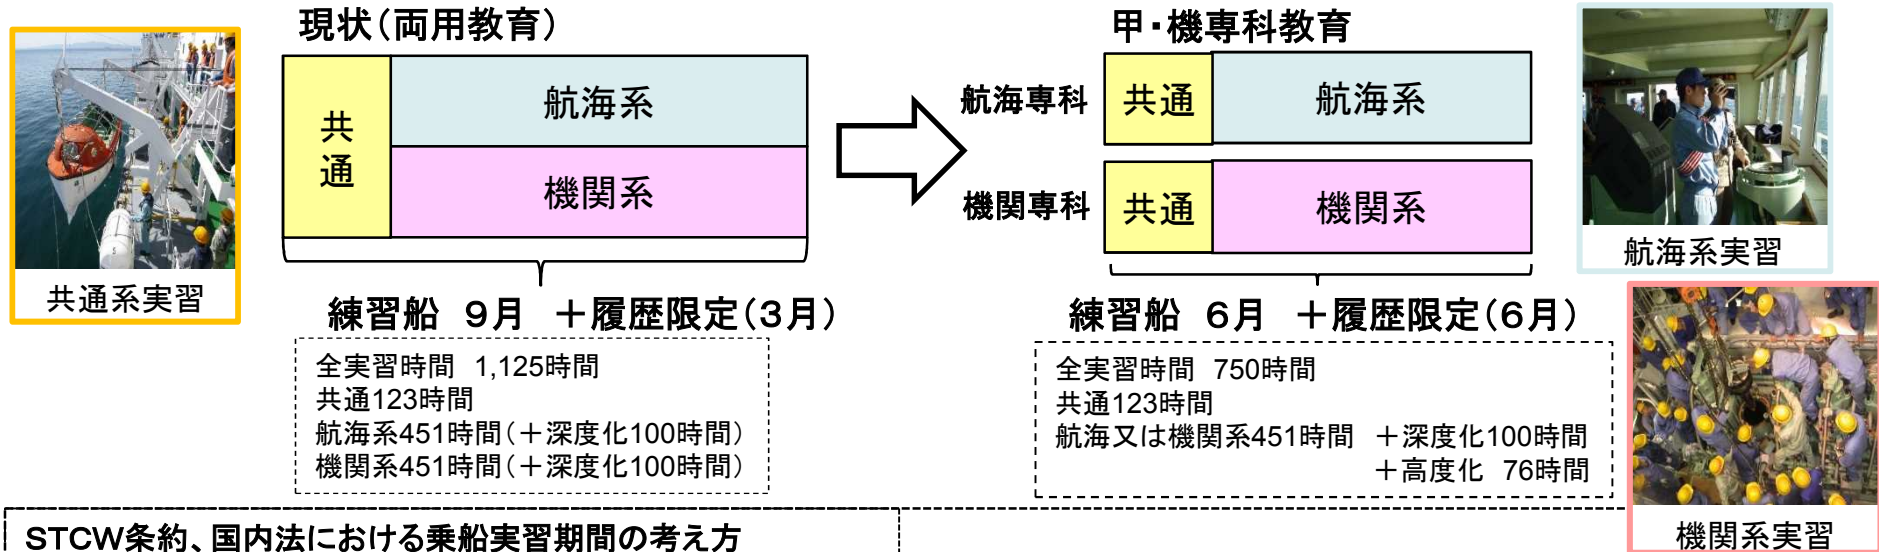 現状(両用教育)
共通
航海系
機関系
練習船 9月 +履歴限定(3月)
全実習時間 1,125時間
共通123時間
航海系451時間(+深度化100時間)
機関系451時間(+深度化100時間)
共通系実習
甲・機専科教育
航海専科
共通
航海系
機関専科
共通
機関系
練習船 6月 +履歴限定(6月)
全実習時間 750時間
共通123時間
航海又は機関系451時間 +深度化100時間
+高度化 76時間
航海系実習
機関系実習
STCW条約、国内法における乗船実習期間の考え方